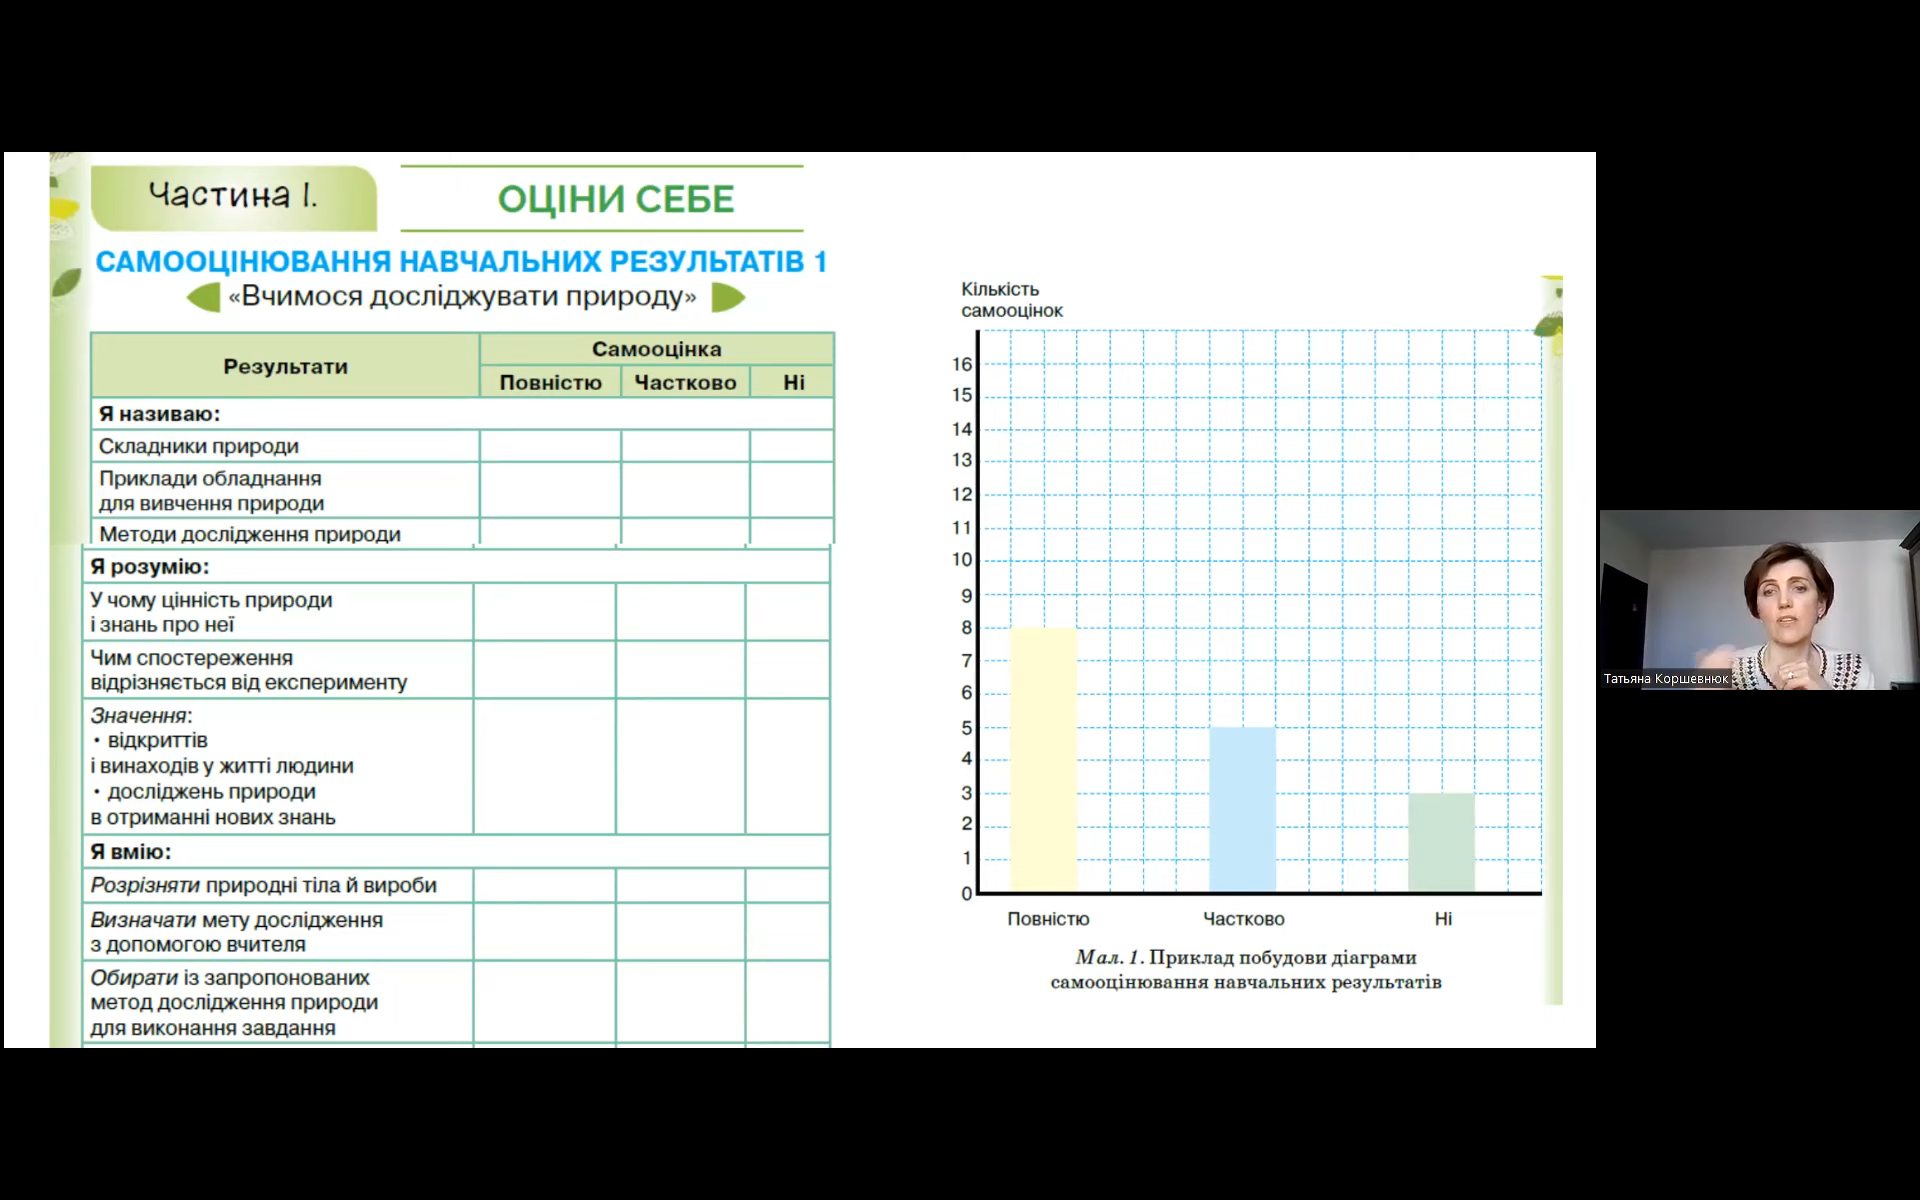 Частина І.
ОЦІНИ СЕБЕ
САМООЦІНЮВАННЯ НАВЧАЛЬНИХ РЕЗУЛЬТАТІВ 1
«Вчимося досліджувати природу»
Результати
Самооцінка
Повністю
Частково
Ні
Я називаю:
Складники природи
Приклади обладнання
для вивчення природи
Методи дослідження природи
Я розумію:
У чому цінність природи
і знань про неї
Чим спостереження
відрізняється від експерименту
Значення:
• відкриттів
і винаходів у житті людини
• досліджень природи
в отриманні нових знань
Я вмію:
Розрізняти природні тіла й вироби
Визначати мету дослідження
з допомогою вчителя
Обирати із запропонованих
метод дослідження природи
для виконання завдання
Кількість
самооцінок
16
15
14
13
12
11
10
9
8
7
6
5
4
3
2
1
0
Повністю
Частково
Ні
Мал. 1. Приклад побудови діаграми
самооцінювання навчальних результатів
Татьяна Коршевнюк